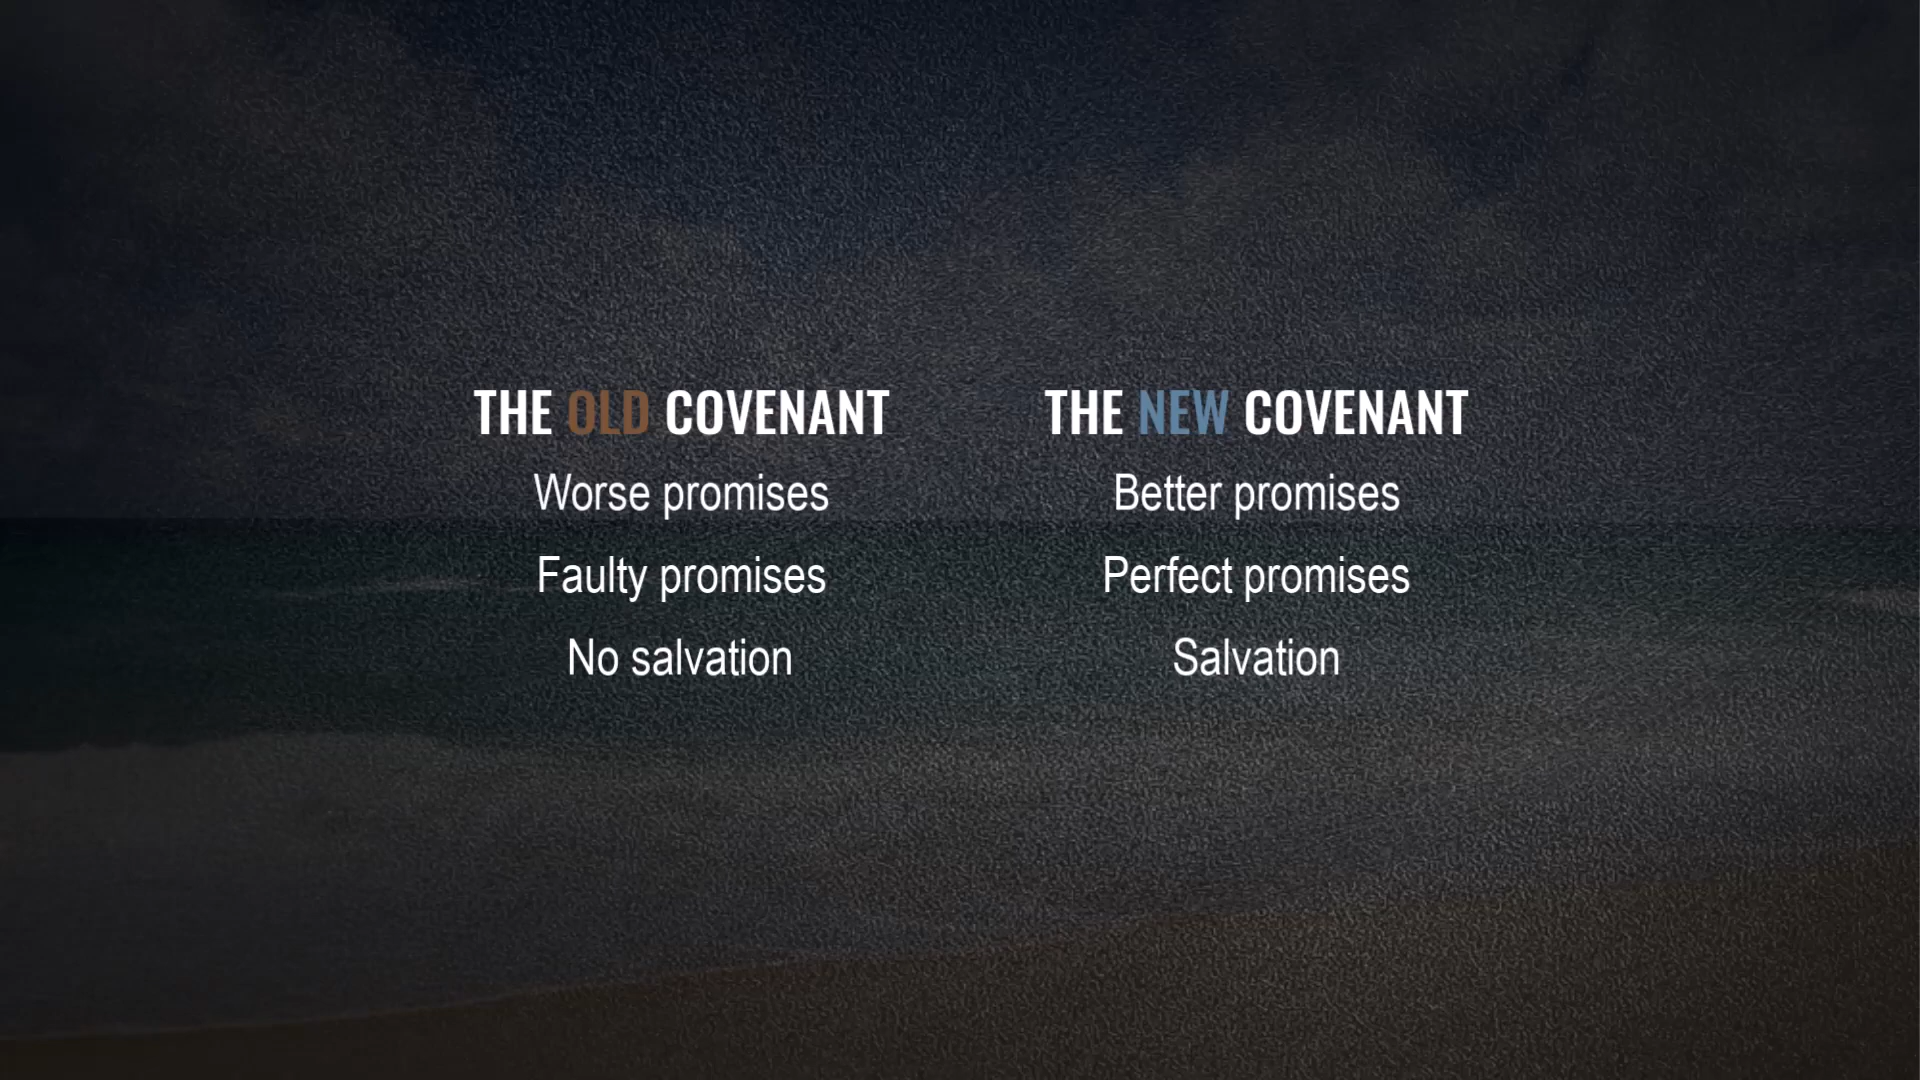 THE OLD COVENANT
Worse promises
Faulty promises
No salvation
THE NEW COVENANT
Better promises
Perfect promises
Salvation